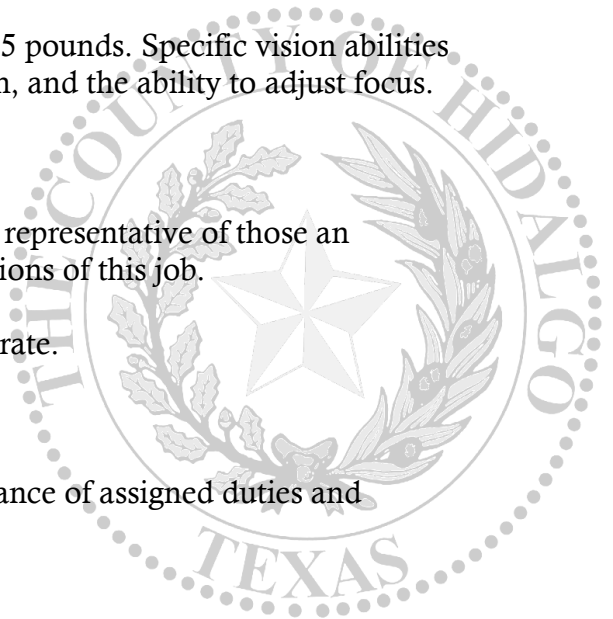 5 pounds. Specific vision abilities
n, and the ability to adjust focus.
representative of those an
ions of this job.
rate.
ance of assigned duties and
THE COUNTY OF HIDALGO
TEXAS